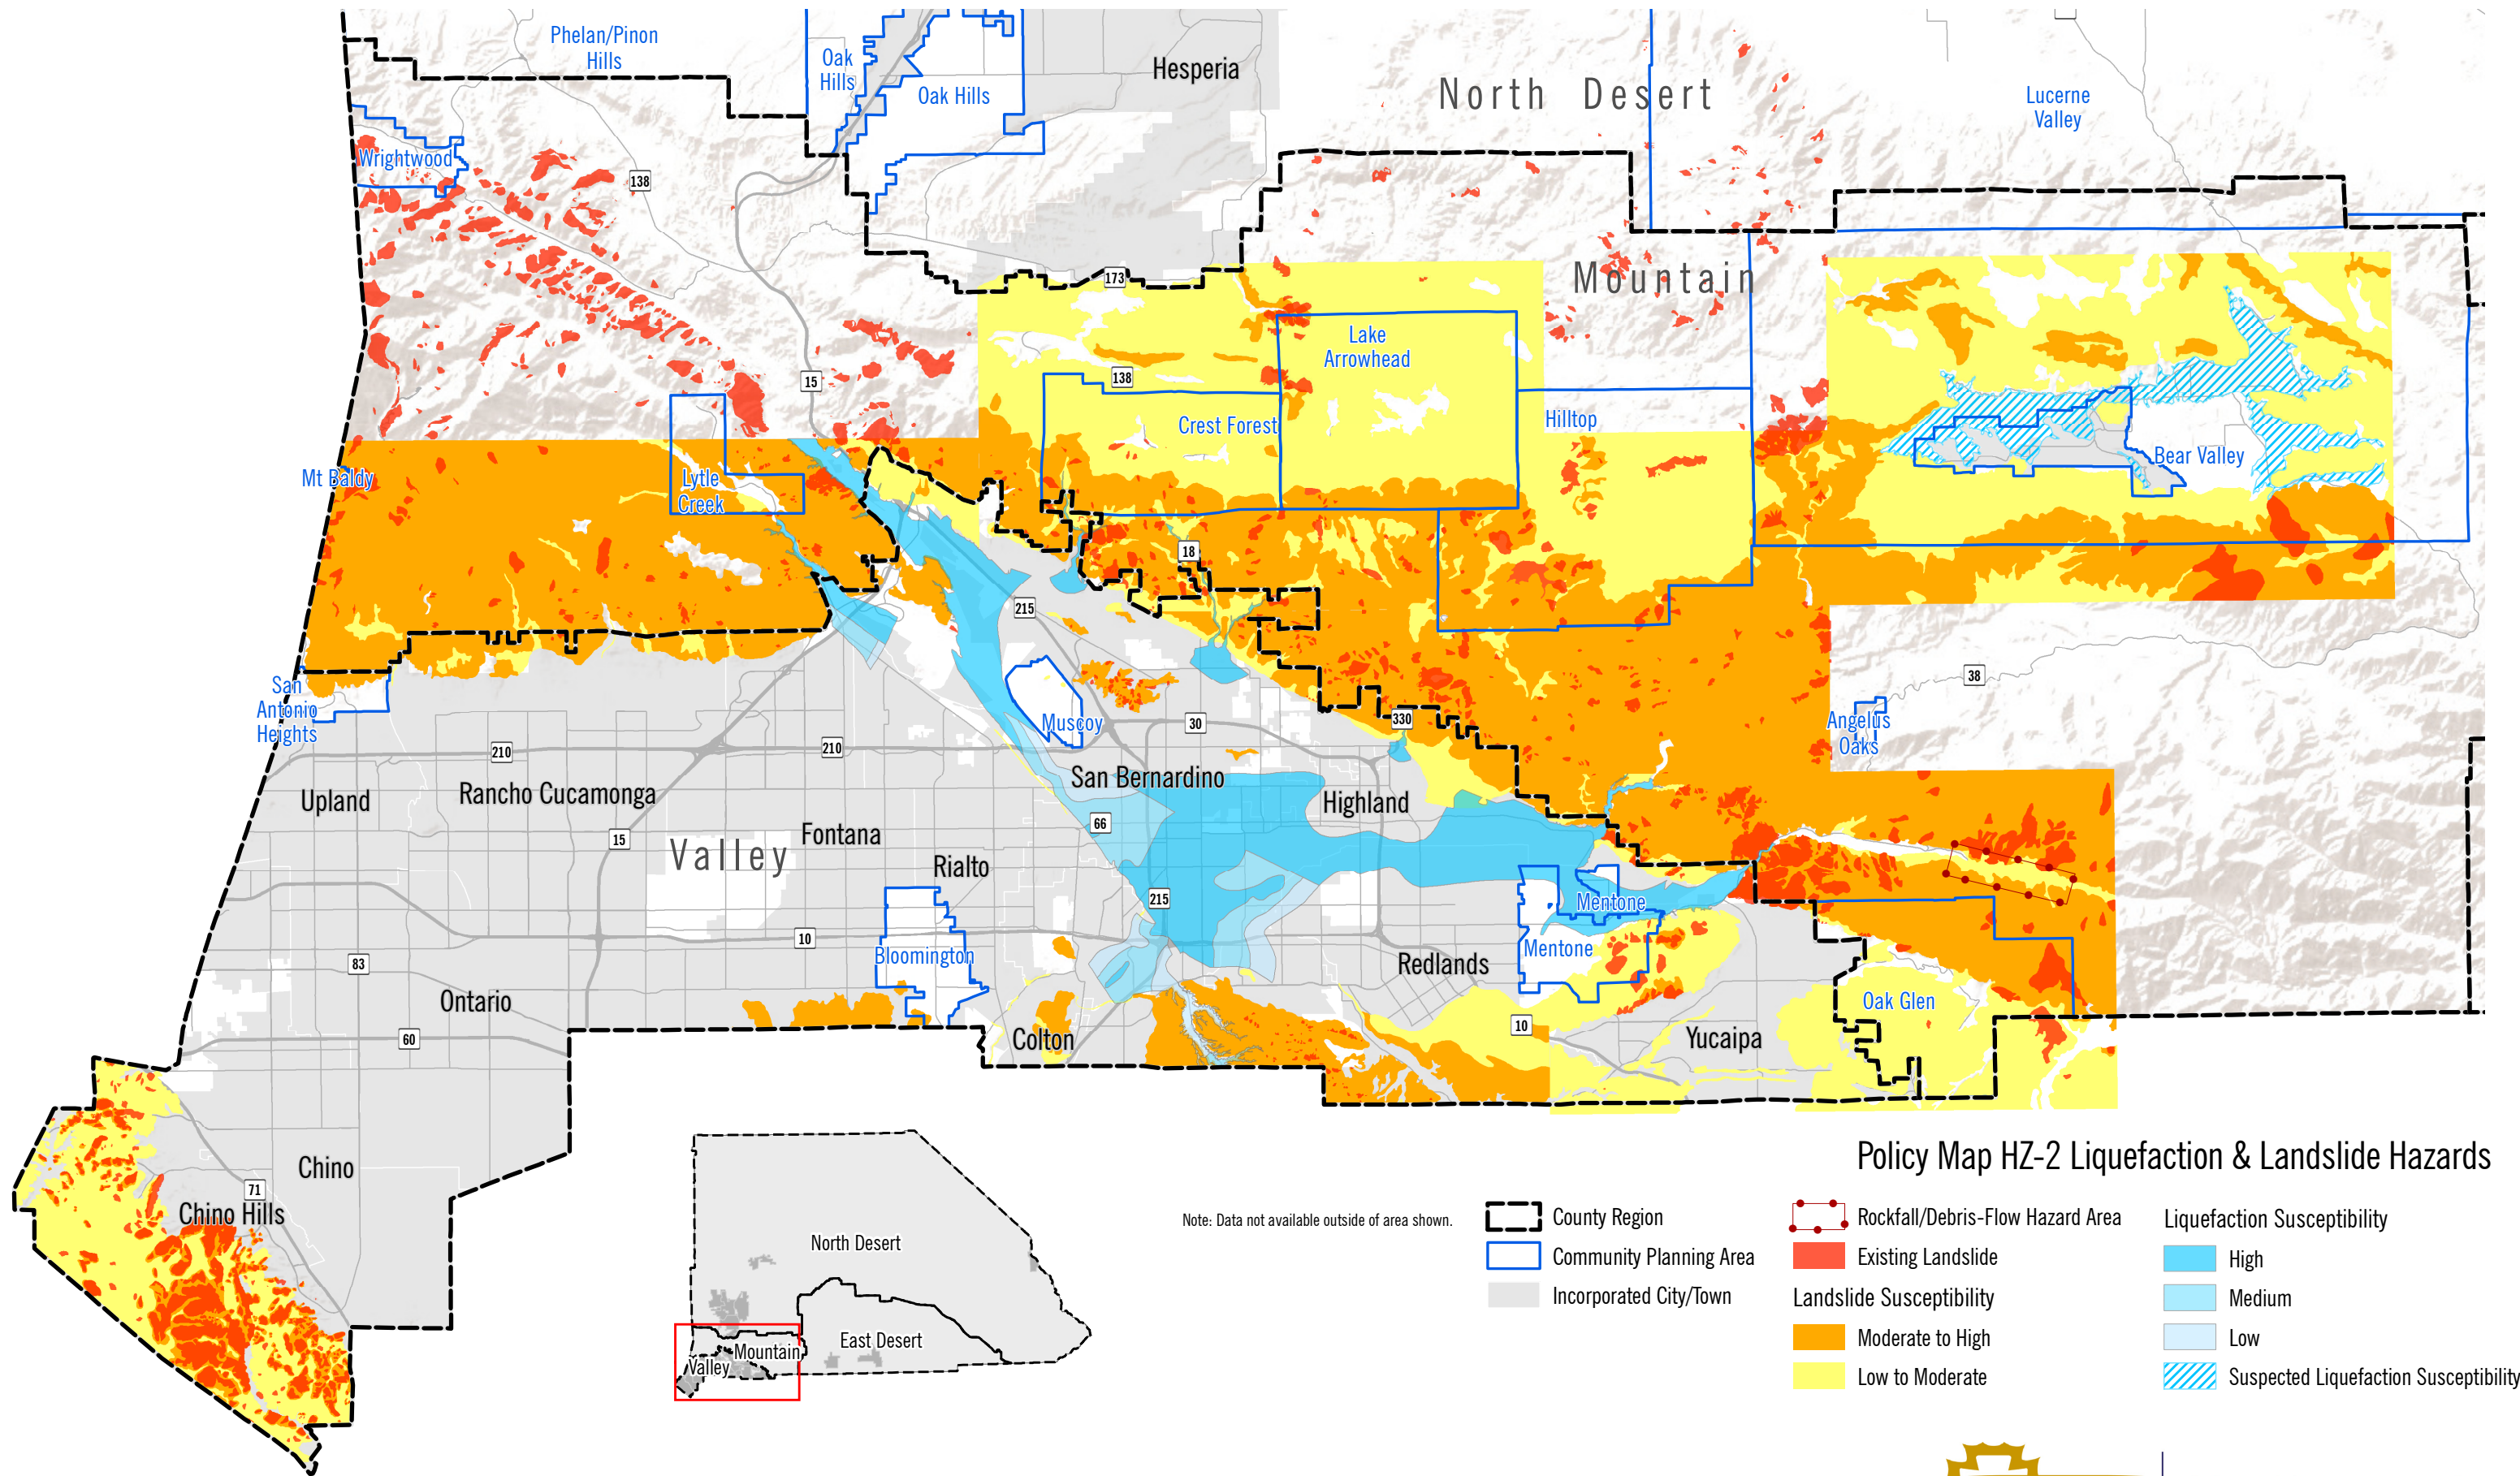 Phelan/Pinon
Hills
Oak
Hills
Oak Hills
Hesperia
North Desert
Lucerne
Valley
Wrightwood
138
173
Mountain
Lake
Arrowhead
15
138
Crest Forest
Hilltop
Bear Valley
Mt Baldy
Lytle
Creek
18
215
San
Antonio
Heights
38
Angelus
Oaks
Muscoy
30
330
210
210
San Bernardino
Upland
Rancho Cucamonga
Highland
15
Fontana
66
Valley
Rialto
215
Mentone
10
Bloomington
Mentone
83
Redlands
Ontario
Oak Glen
60
Colton
10
Yucaipa
Chino
71
Chino Hills
Policy Map HZ-2 Liquefaction & Landslide Hazards
Note: Data not available outside of area shown.
County Region
Community Planning Area
Incorporated City/Town
Rockfall/Debris-Flow Hazard Area
Existing Landslide
Landslide Susceptibility
Moderate to High
Low to Moderate
Liquefaction Susceptibility
High
Medium
Low
Suspected Liquefaction Susceptibility
North Desert
East Desert
Mountain
Valley